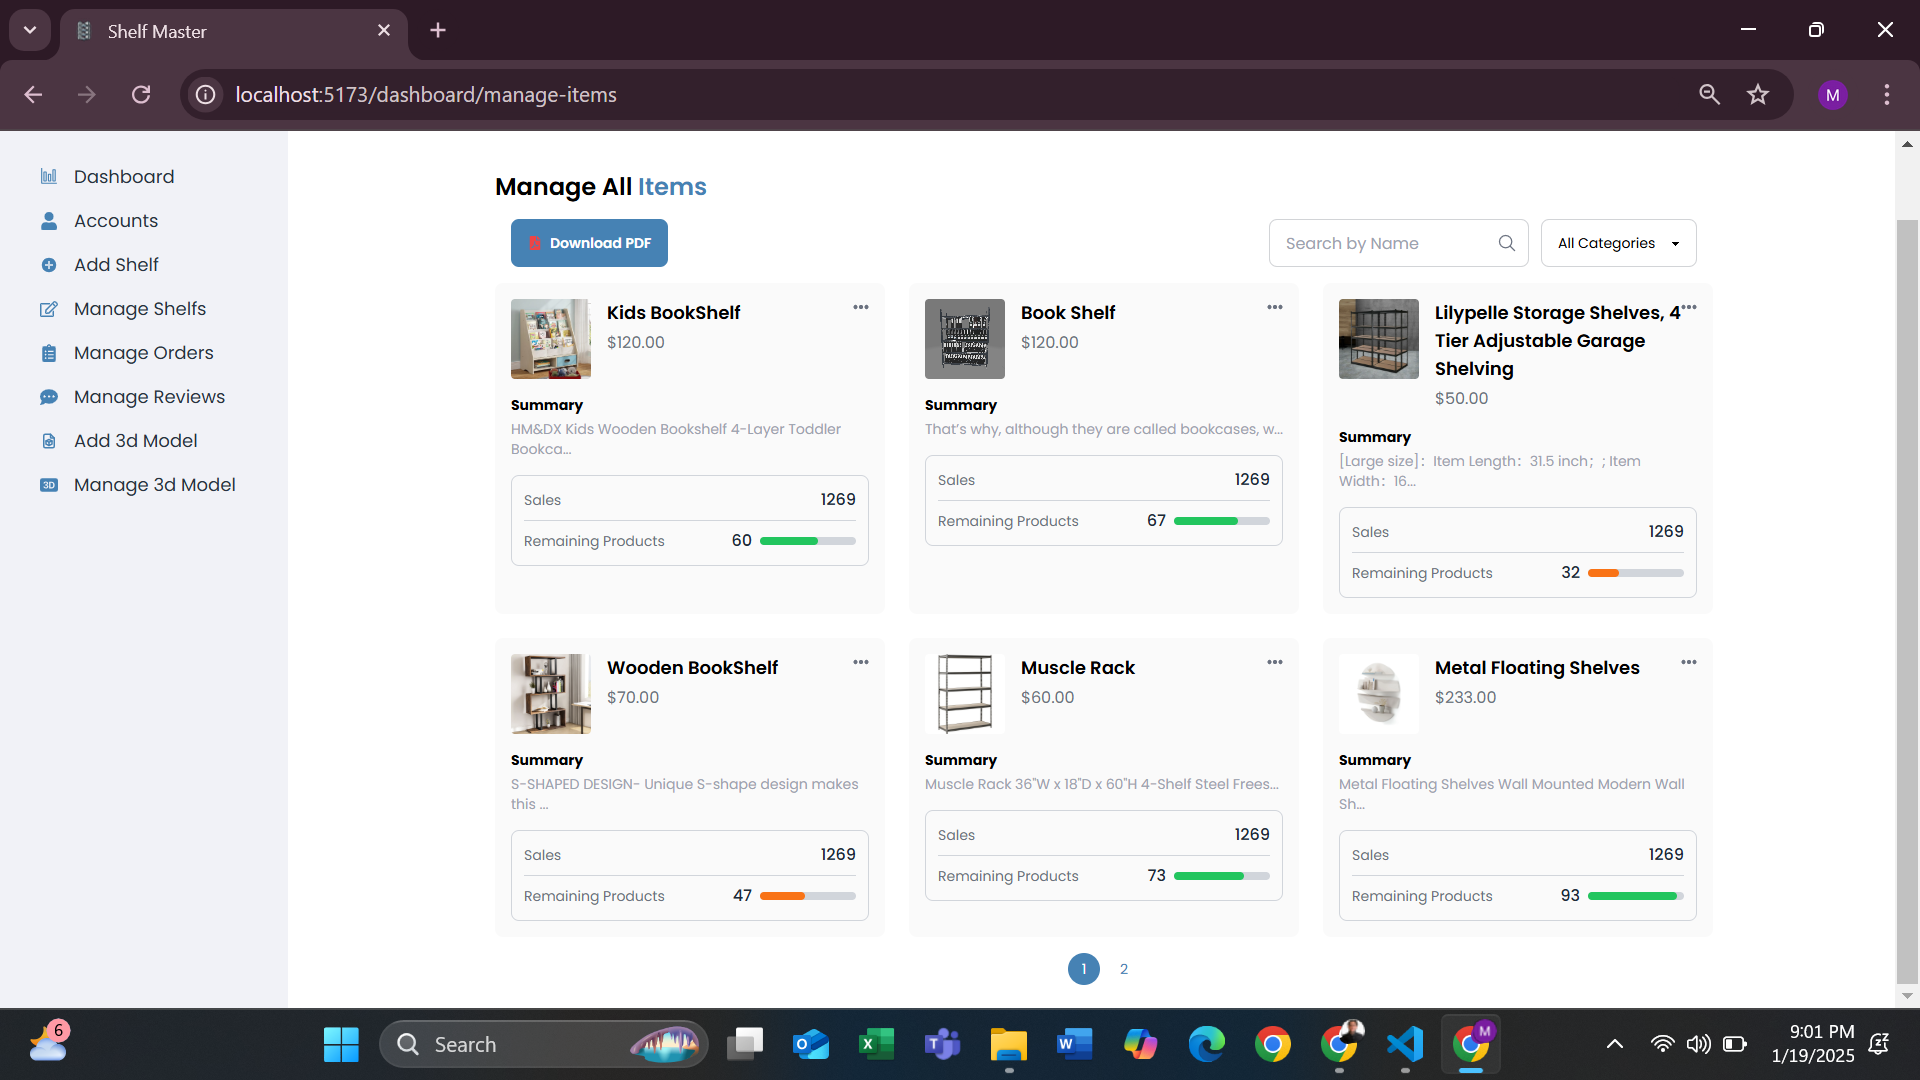 Shelf Master
localhost:5173/dashboard/manage-items
M
Dashboard
Accounts
Add Shelf
Manage Shelfs
Manage Orders
Manage Reviews
Add 3d Model
3D Manage 3d Model
Manage All Items
Download PDF
Search by Name
All Categories
Kids BookShelf
$120.00
Summary
HM&DX Kids Wooden Bookshelf 4-Layer Toddler
Bookca...
Sales 1269
Remaining Products 60
Book Shelf
$120.00
Summary
That's why, although they are called bookcases, w...
Sales 1269
Remaining Products 67
Lilypelle Storage Shelves, 4
Tier Adjustable Garage
Shelving
$50.00
Summary
[Large size]: Item Length: 31.5 inch; ; Item
Width: 16...
Sales 1269
Remaining Products 32
Wooden BookShelf
$70.00
Summary
S-SHAPED DESIGN- Unique S-shape design makes
this ...
Sales 1269
Remaining Products 47
Muscle Rack
$60.00
Summary
Muscle Rack 36"W x 18"D x 60"H 4-Shelf Steel Frees...
Sales 1269
Remaining Products 73
Metal Floating Shelves
$233.00
Summary
Metal Floating Shelves Wall Mounted Modern Wall
Sh...
Sales 1269
Remaining Products 93
1 2
6
Search
M
9:01 PM
1/19/2025